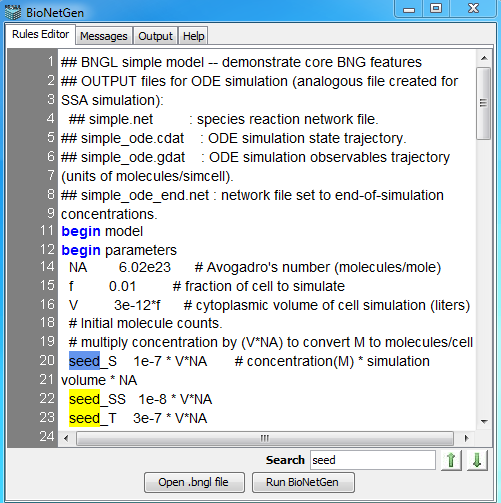 BioNetGen
Rules Editor Messages Output Help
1 ## BNGL simple model -- demonstrate core BNG features
2 ## OUTPUT files for ODE simulation (analogous file created for
3 SSA simulation):
4 ## simple.net : species reaction network file.
5 ## simple_ode.cdat : ODE simulation state trajectory.
6 ## simple_ode.gdat : ODE simulation observables trajectory
7 (units of molecules/simcell).
8 ## simple_ode_end.net : network file set to end-of-simulation
9 concentrations.
11 begin model
12 begin parameters
14 NA 6.02e23 # Avogadro's number (molecules/mole)
15 f 0.01 # fraction of cell to simulate
16 V 3e-12*f # cytoplasmic volume of cell simulation (liters)
18 # Initial molecule counts.
19 # multiply concentration by (V*NA) to convert M to molecules/cell
20 seed_S 1e-7 * V*NA # concentration(M) * simulation
21 volume * NA
22 seed_SS 1e-8 * V*NA
23 seed_T 3e-7 * V*NA
24
Search seed
Open .bngl file Run BioNetGen